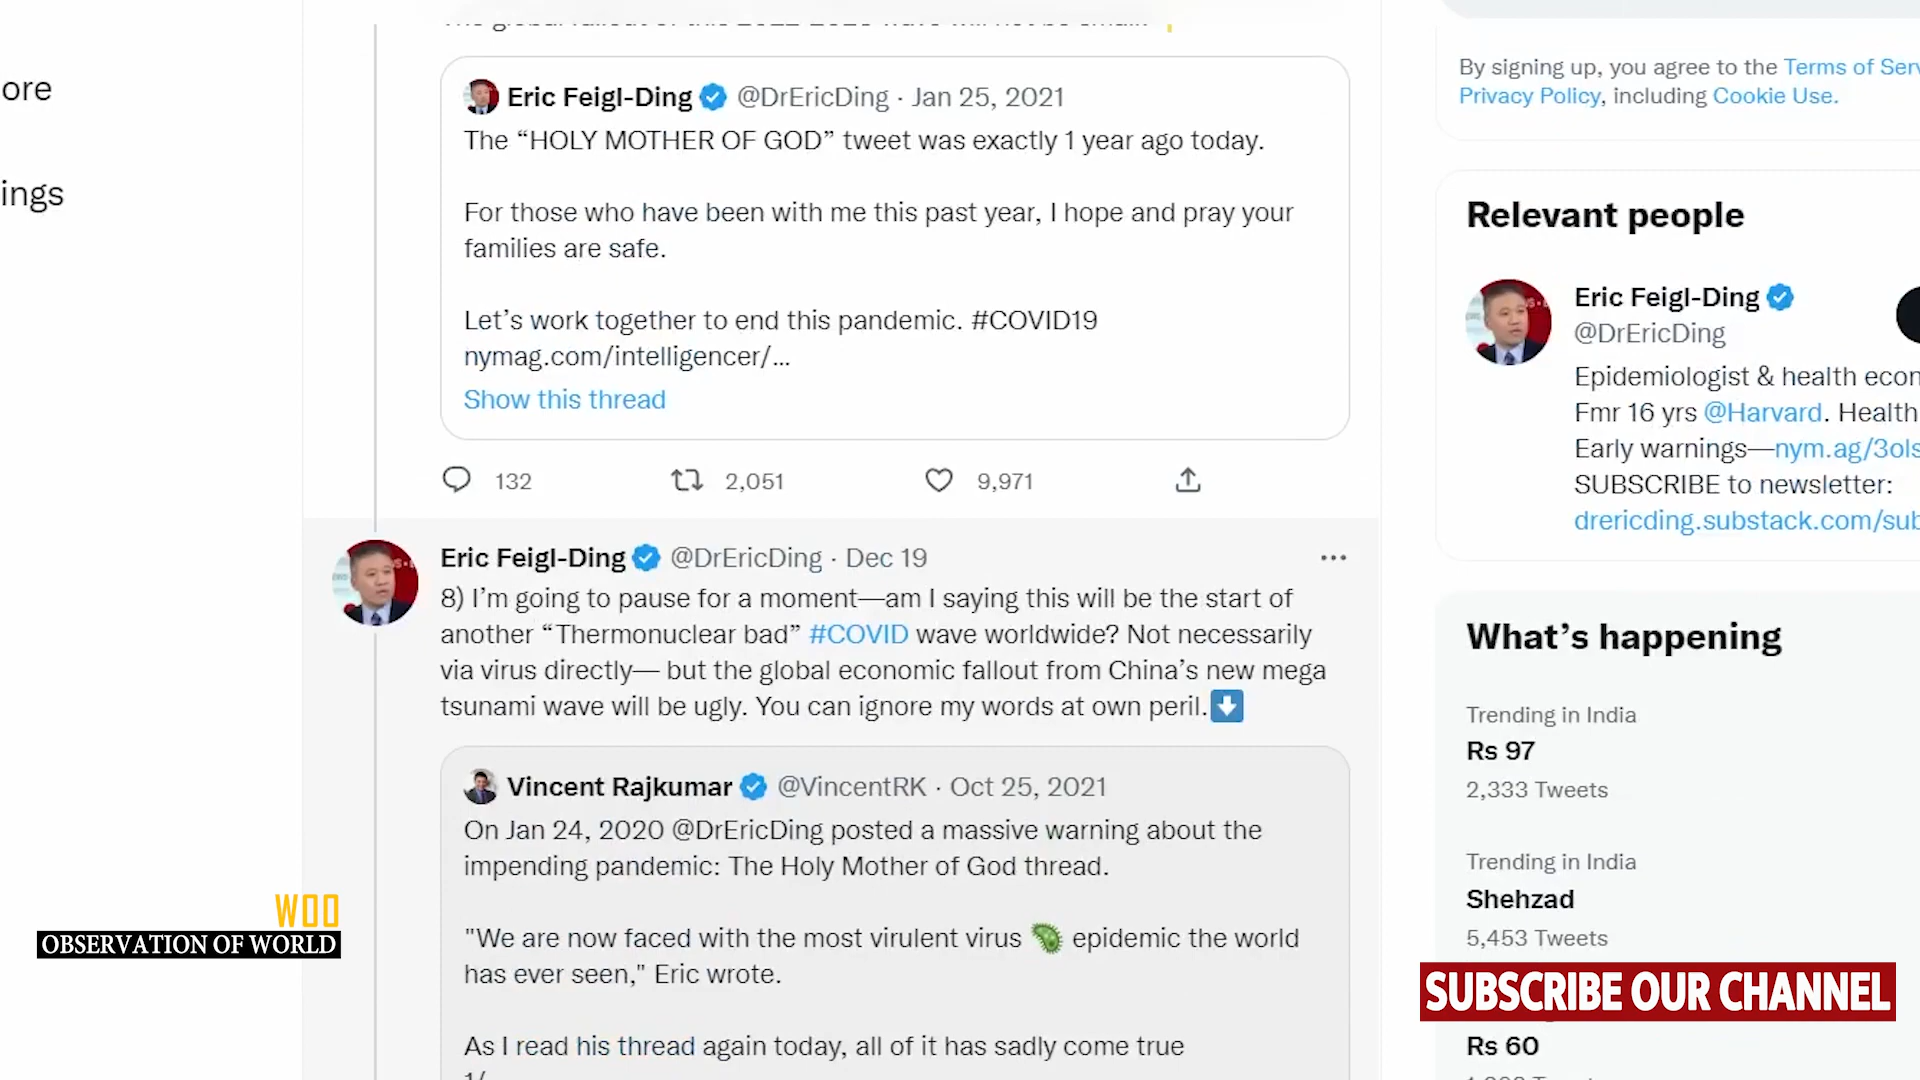 ore
ings
Eric Feigl-Ding @DrEricDing · Jan 25, 2021
The “HOLY MOTHER OF GOD” tweet was exactly 1 year ago today.
For those who have been with me this past year, I hope and pray your
families are safe.
Let’s work together to end this pandemic. #COVID19
nymag.com/intelligencer/...
Show this thread
132 2,051 9,971
Eric Feigl-Ding @DrEricDing · Dec 19
8) I’m going to pause for a moment—am I saying this will be the start of
another “Thermonuclear bad” #COVID wave worldwide? Not necessarily
via virus directly— but the global economic fallout from China’s new mega
tsunami wave will be ugly. You can ignore my words at own peril.
Vincent Rajkumar @VincentRK · Oct 25, 2021
On Jan 24, 2020 @DrEricDing posted a massive warning about the
impending pandemic: The Holy Mother of God thread.
"We are now faced with the most virulent virus 🦠 epidemic the world
has ever seen," Eric wrote.
As I read his thread again today, all of it has sadly come true
By signing up, you agree to the Terms of Serv
Privacy Policy, including Cookie Use.
Relevant people
Eric Feigl-Ding
@DrEricDing
Epidemiologist & health econ
Fmr 16 yrs @Harvard. Health
Early warnings—nym.ag/3ols
SUBSCRIBE to newsletter:
drericding.substack.com/sub
What’s happening
Trending in India
Rs 97
2,333 Tweets
Trending in India
Shehzad
5,453 Tweets
Rs 60
WOO
OBSERVATION OF WORLD
SUBSCRIBE OUR CHANNEL